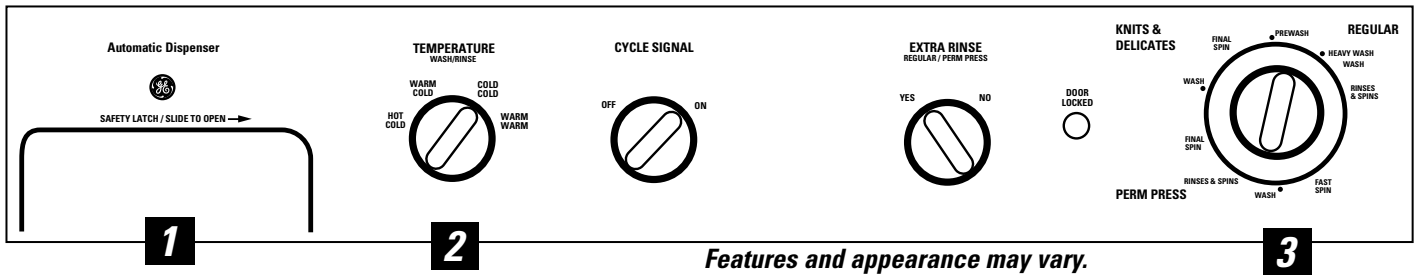 Automatic Dispenser
GE
SAFETY LATCH / SLIDE TO OPEN
1
TEMPERATURE
WASH/RINSE
HOT
COLD
WARM
COLD
COLD
COLD
WARM
WARM
2
CYCLE SIGNAL
OFF
ON
EXTRA RINSE
REGULAR / PERM PRESS
YES
NO
DOOR
LOCKED
KNITS &
DELICATES
REGULAR
PERM PRESS
PREWASH
HEAVY WASH
WASH
RINSES
& SPINS
FAST
SPIN
WASH
RINSES & SPINS
FINAL
SPIN
WASH
FINAL
SPIN
3
Features and appearance may vary.